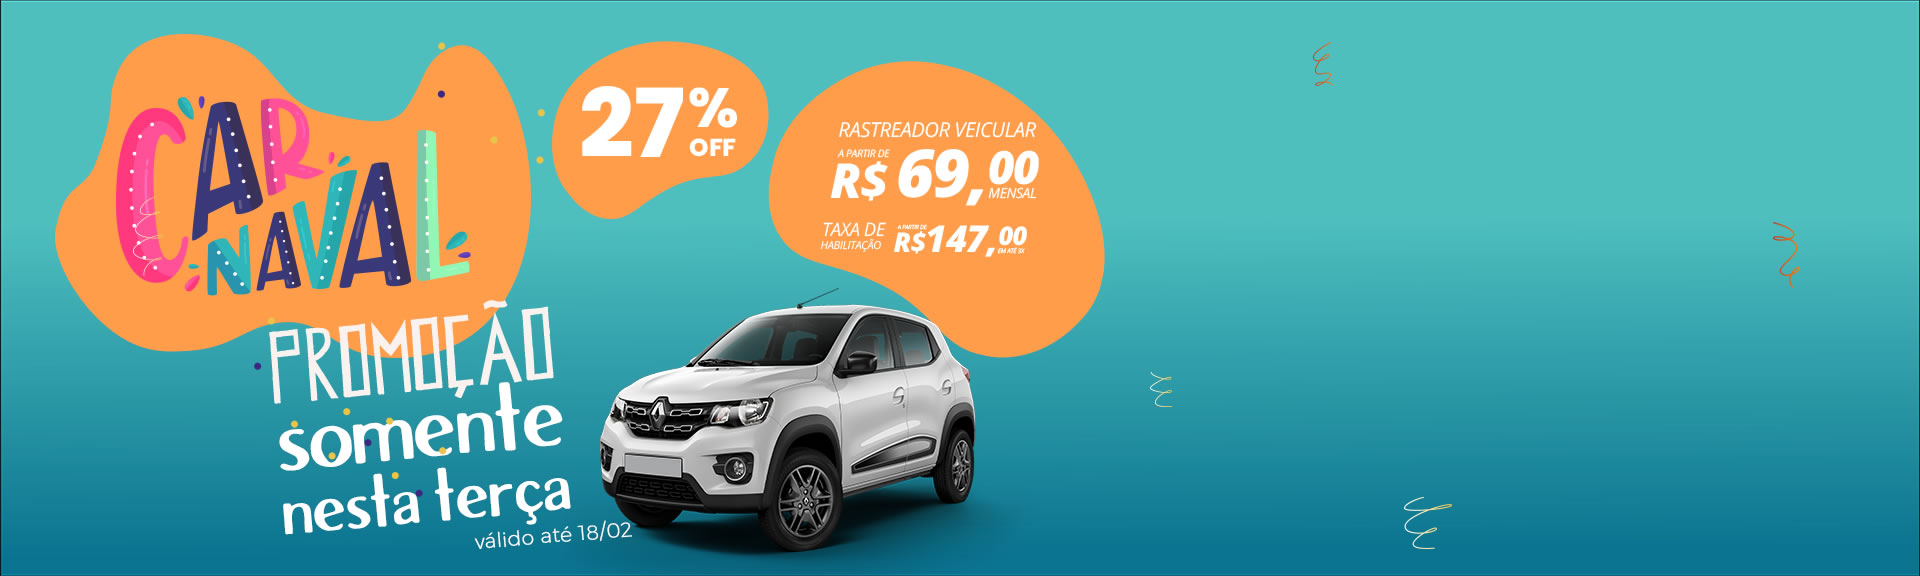 CAR
NAVAL
PROMOÇÃO
somente
nesta terça
válido até 18/02
27%
OFF
RASTREADOR VEICULAR
A PARTIR DE
R$ 69,00
MENSAL
TAXA DE
HABILITAÇÃO
A PARTIR DE
R$147,00
EM ATÉ 3X